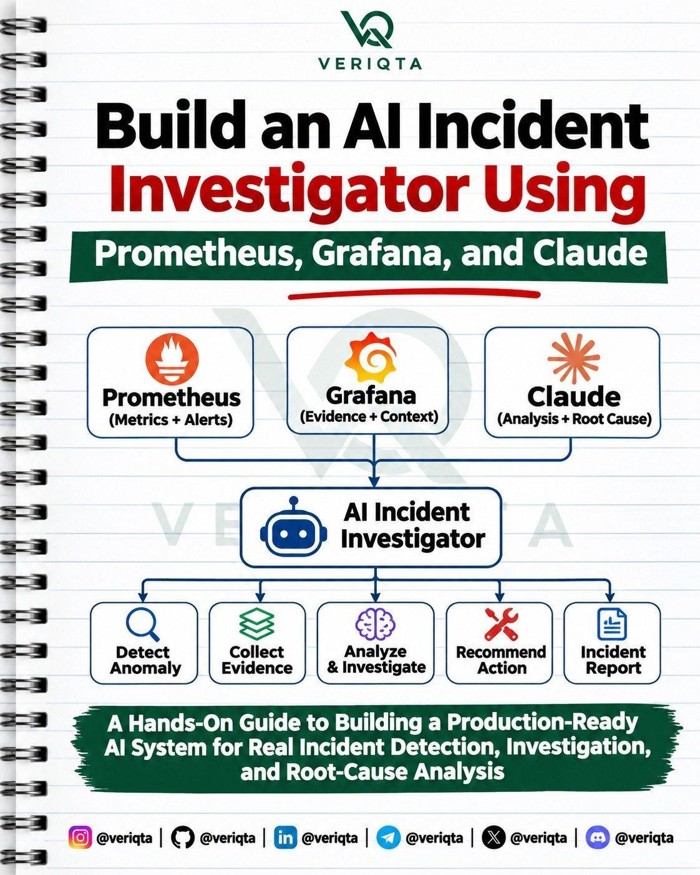 VERIQTA
Build an AI Incident
Investigator Using
Prometheus, Grafana, and Claude
Prometheus
(Metrics + Alerts)
Grafana
(Evidence + Context)
Claude
(Analysis + Root Cause)
VERIQTA
AI Incident
Investigator
Detect
Anomaly
Collect
Evidence
Analyze
& Investigate
Recommend
Action
Incident
Report
A Hands-On Guide to Building a Production-Ready
AI System for Real Incident Detection, Investigation,
and Root-Cause Analysis
@veriqta | @veriqta | @veriqta | @veriqta | @veriqta | @veriqta